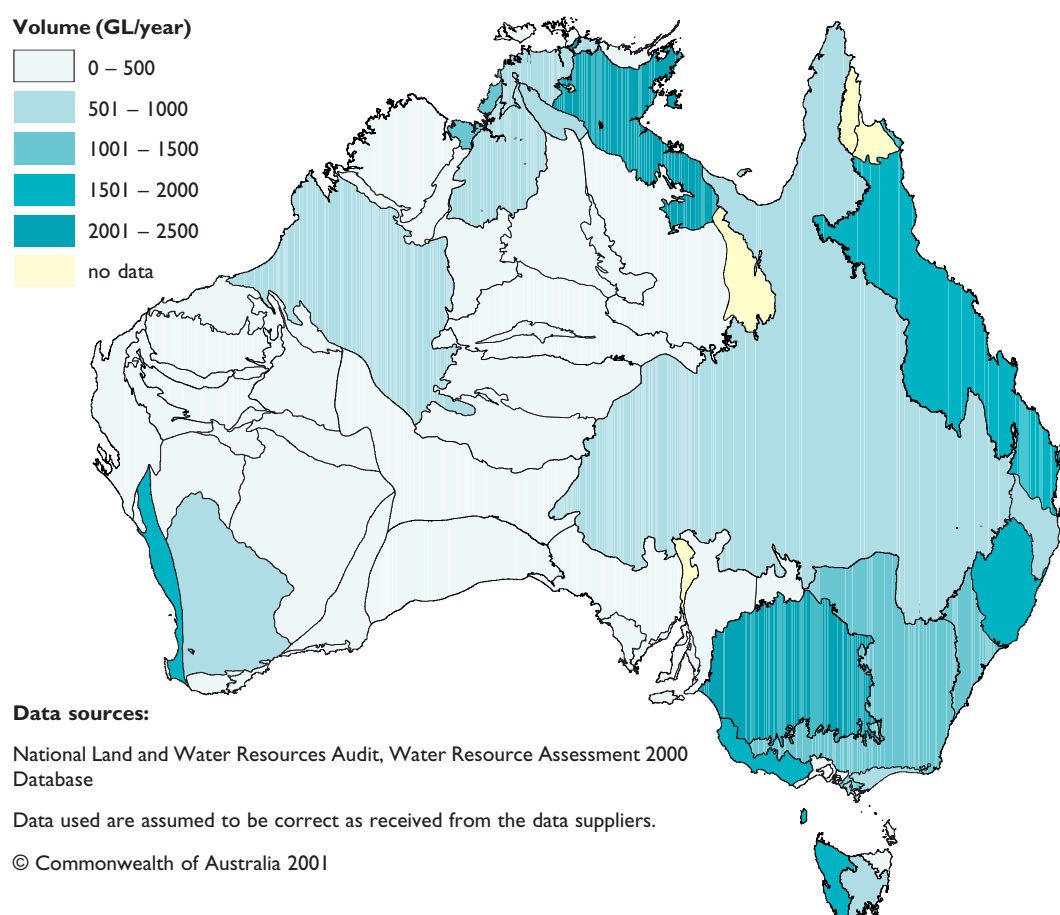 Volume (GL/year)
0 – 500
501 – 1000
1001 – 1500
1501 – 2000
2001 – 2500
no data
Data sources:
National Land and Water Resources Audit, Water Resource Assessment 2000
Database
Data used are assumed to be correct as received from the data suppliers.
© Commonwealth of Australia 2001